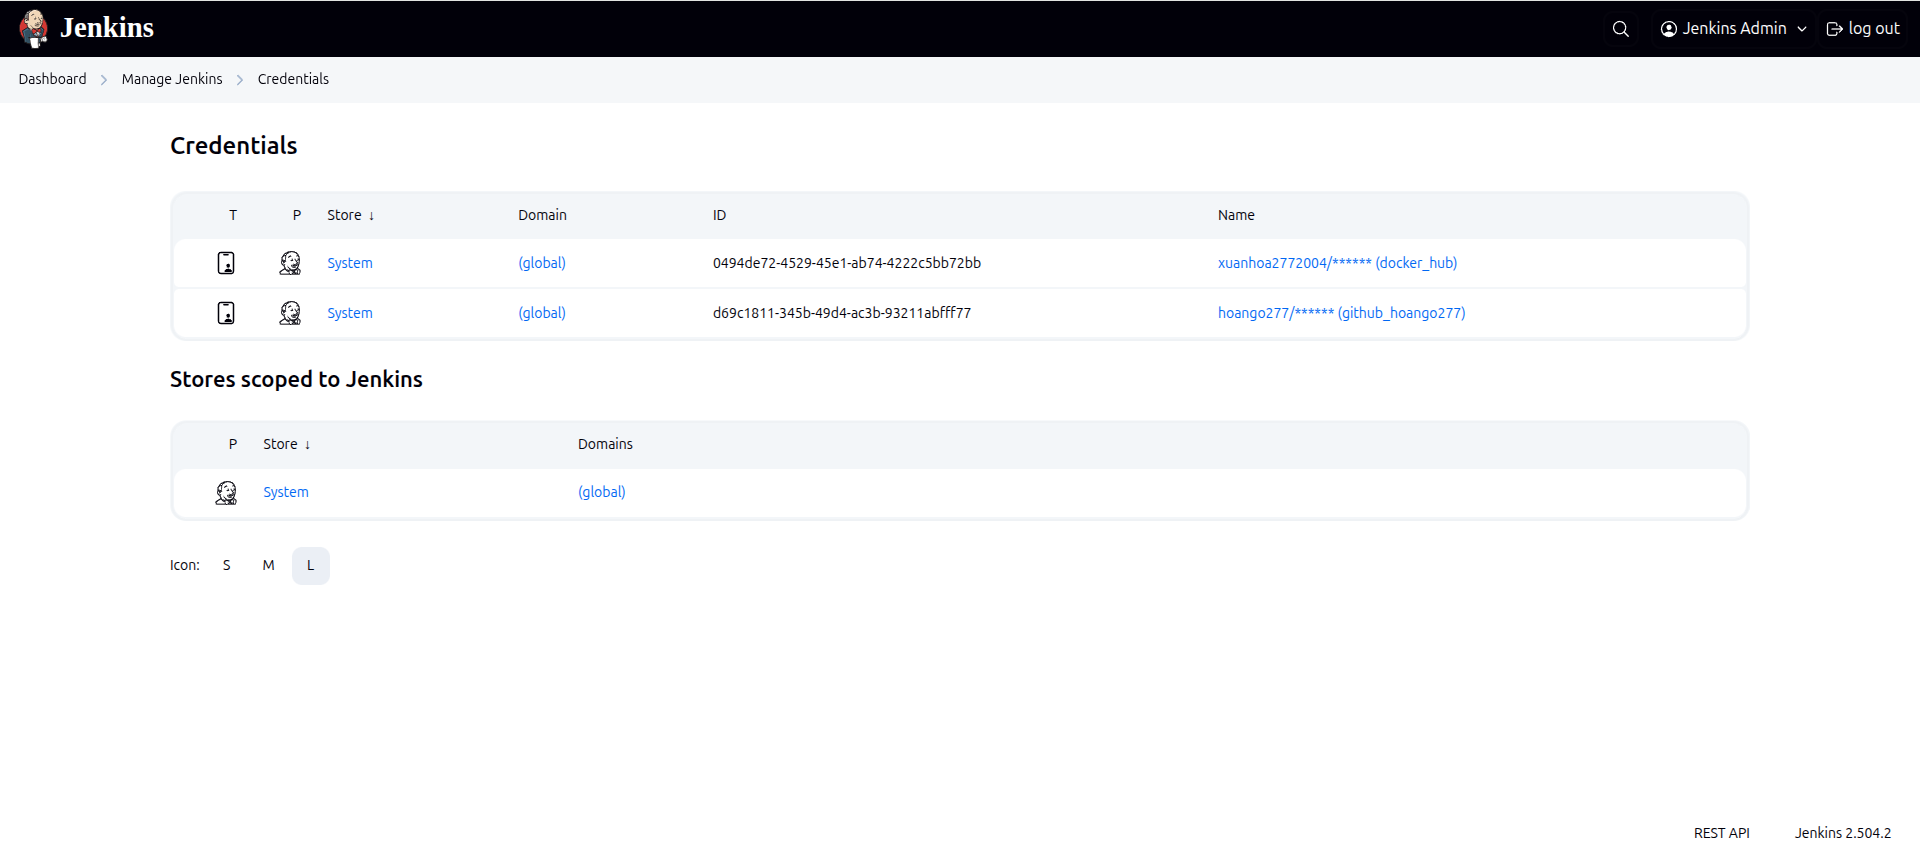 Jenkins
Jenkins Admin
log out
Dashboard > Manage Jenkins > Credentials
Credentials
T P Store ↓ Domain ID Name
System (global) 0494de72-4529-45e1-ab74-4222c5bb72bb xuanhoa2772004/****** (docker_hub)
System (global) d69c1811-345b-49d4-ac3b-93211abfff77 hoango277/****** (github_hoango277)
Stores scoped to Jenkins
P Store ↓ Domains
System (global)
Icon: S M L
REST API Jenkins 2.504.2